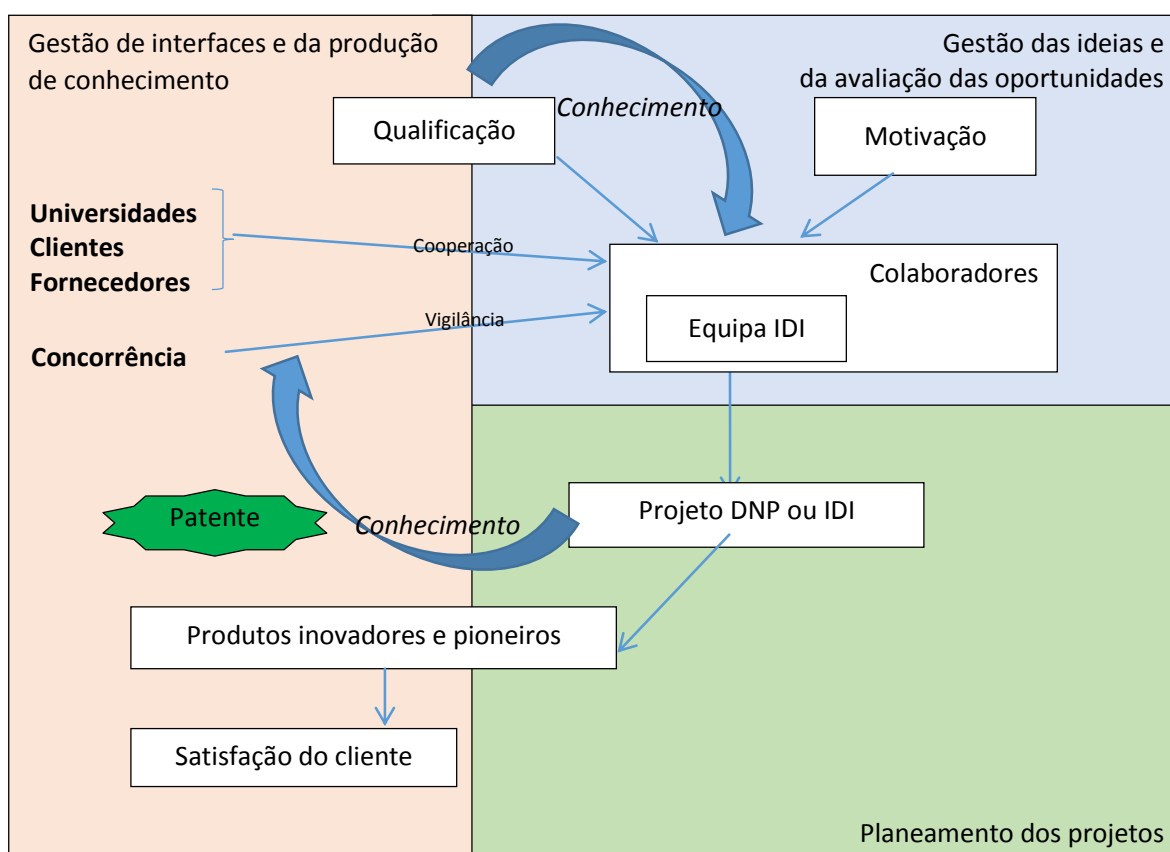 Gestão de interfaces e da produção
de conhecimento
Gestão das ideias e
da avaliação das oportunidades
Conhecimento
Qualificação
Motivação
Universidades
Clientes
Fornecedores
Cooperação
Colaboradores
Equipa IDI
Vigilância
Concorrência
Patente
Conhecimento
Projeto DNP ou IDI
Produtos inovadores e pioneiros
Satisfação do cliente
Planeamento dos projetos